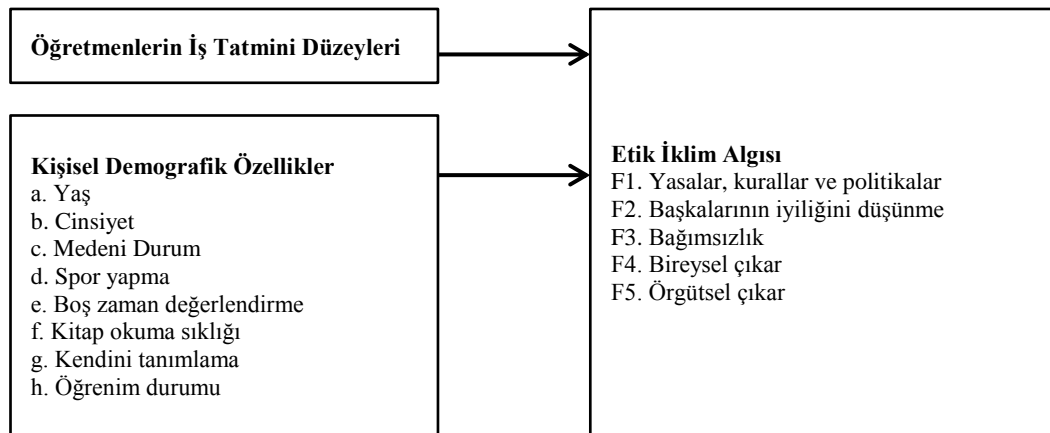 Öğretmenlerin İş Tatmini Düzeyleri
Kişisel Demografik Özellikler
a. Yaş
b. Cinsiyet
c. Medeni Durum
d. Spor yapma
e. Boş zaman değerlendirme
f. Kitap okuma sıklığı
g. Kendini tanımlama
h. Öğrenim durumu
Etik İklim Algısı
F1. Yasalar, kurallar ve politikalar
F2. Başkalarının iyiliğini düşünme
F3. Bağımsızlık
F4. Bireysel çıkar
F5. Örgütsel çıkar